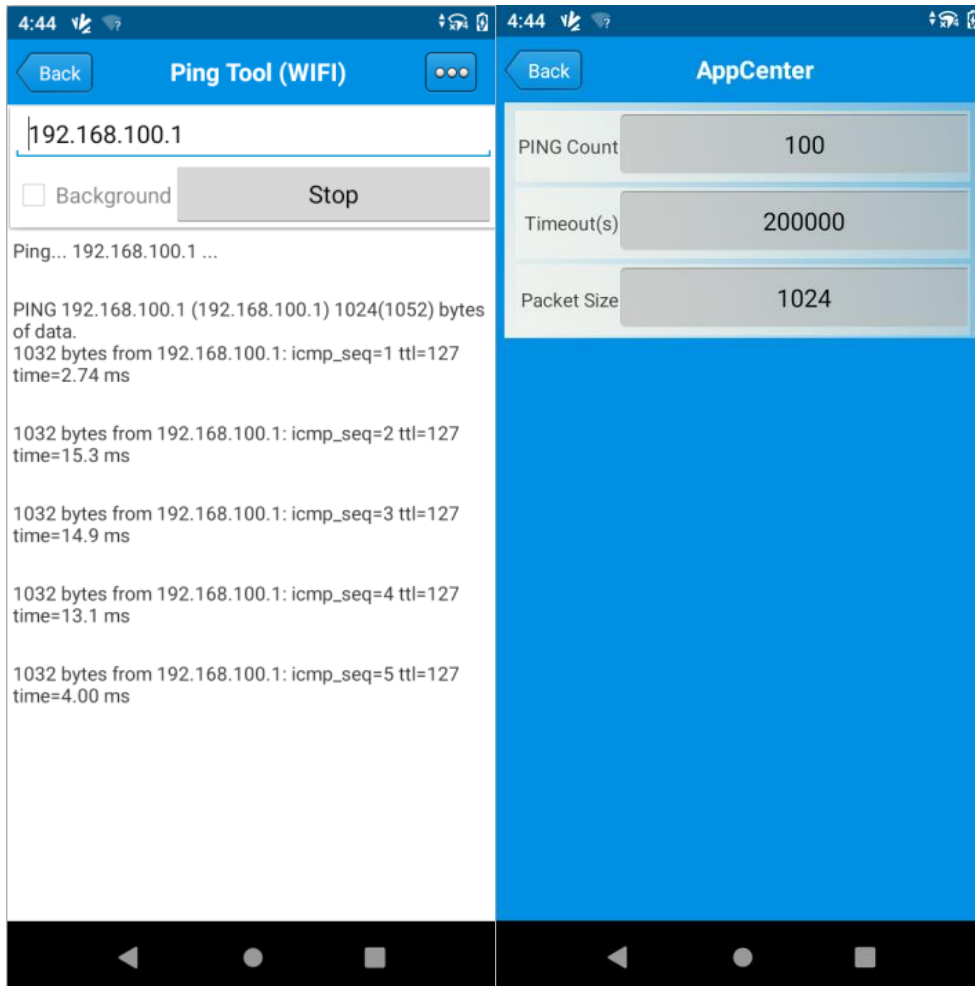 4:44
Back
Ping Tool (WIFI)
192.168.100.1
Background
Stop
Ping... 192.168.100.1 ...
PING 192.168.100.1 (192.168.100.1) 1024(1052) bytes
of data.
1032 bytes from 192.168.100.1: icmp_seq=1 ttl=127
time=2.74 ms
1032 bytes from 192.168.100.1: icmp_seq=2 ttl=127
time=15.3 ms
1032 bytes from 192.168.100.1: icmp_seq=3 ttl=127
time=14.9 ms
1032 bytes from 192.168.100.1: icmp_seq=4 ttl=127
time=13.1 ms
1032 bytes from 192.168.100.1: icmp_seq=5 ttl=127
time=4.00 ms
4:44
Back
AppCenter
PING Count
100
Timeout(s)
200000
Packet Size
1024